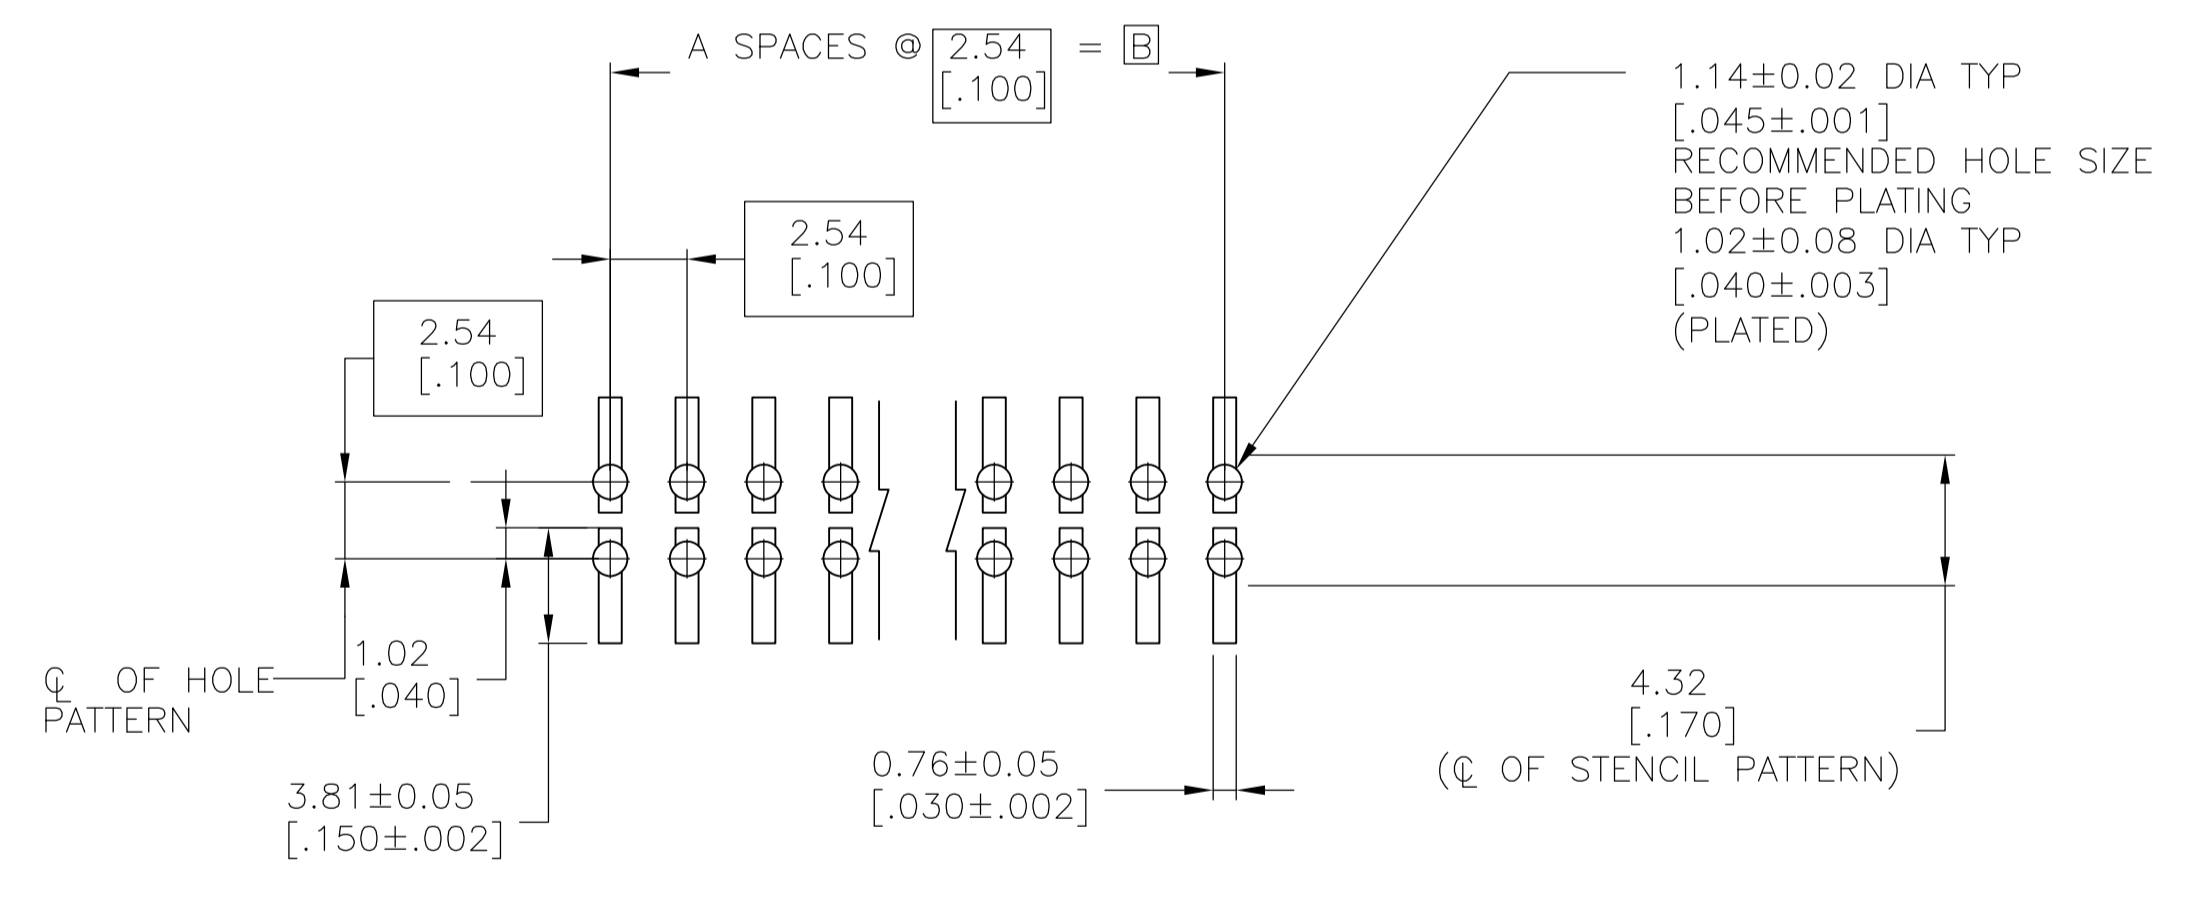 A SPACES @ 2.54 = B
[.100]
1.14±0.02 DIA TYP
[.045±.001]
RECOMMENDED HOLE SIZE
BEFORE PLATING
1.02±0.08 DIA TYP
[.040±.003]
(PLATED)
2.54
[.100]
2.54
[.100]
℄ OF HOLE
PATTERN
1.02
[.040]
3.81±0.05
[.150±.002]
0.76±0.05
[.030±.002]
4.32
[.170]
(℄ OF STENCIL PATTERN)